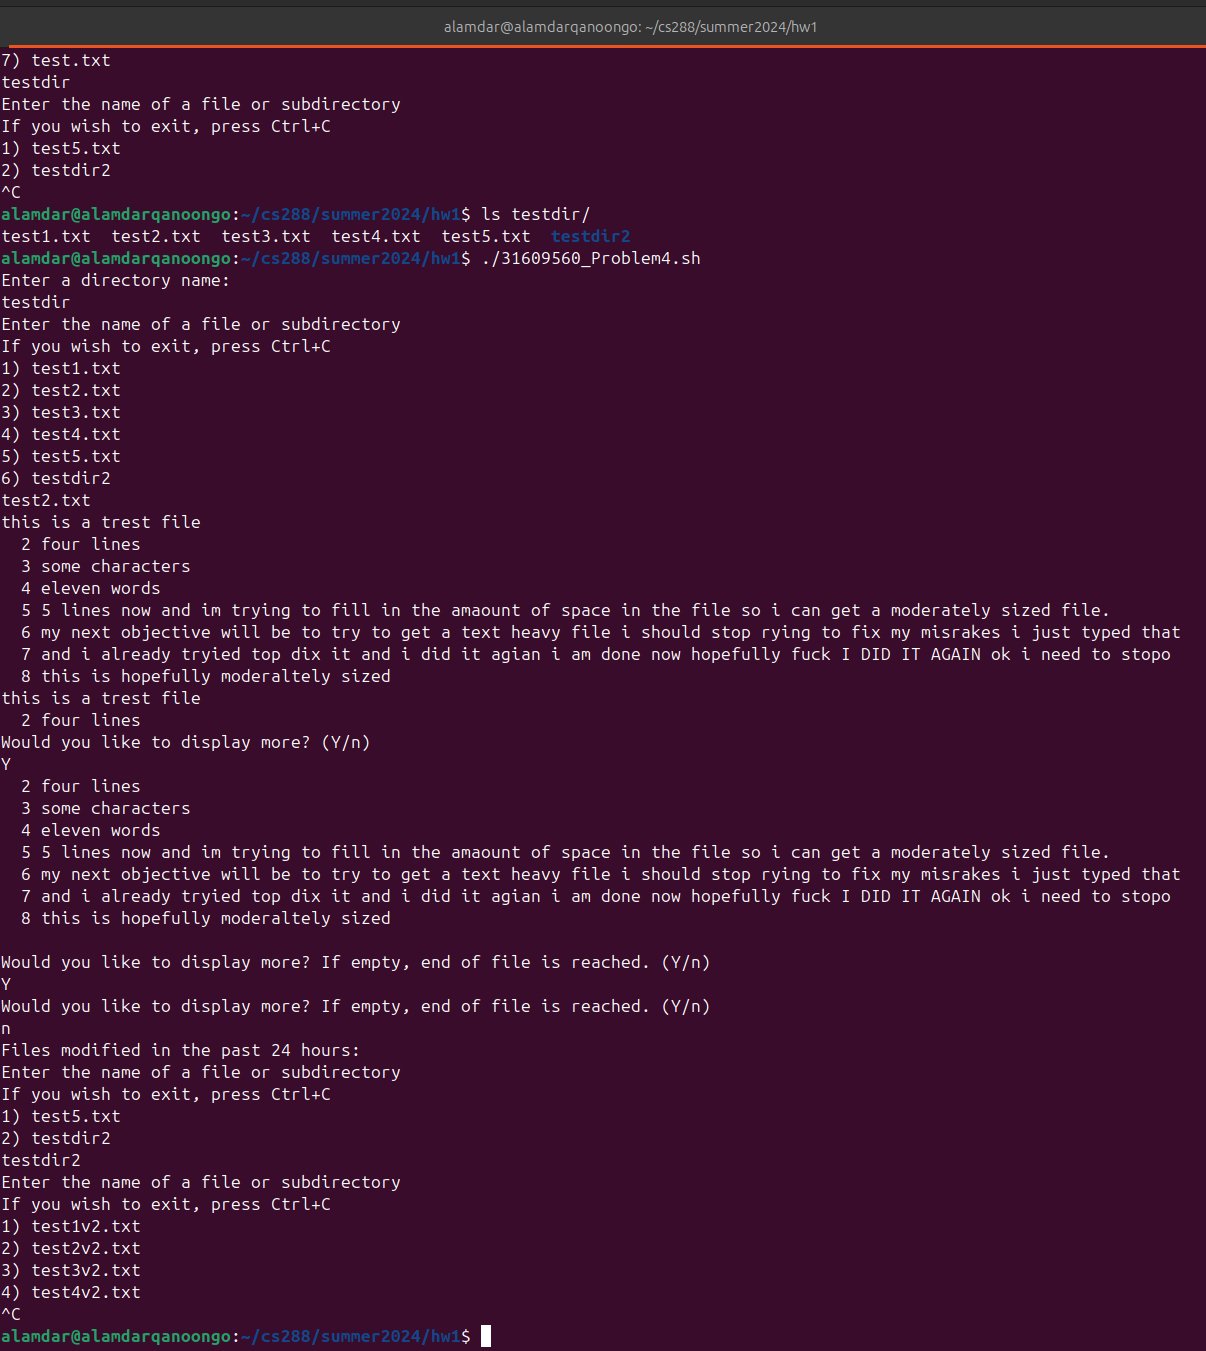 alamdar@alamdarqanoongo: ~/cs288/summer2024/hw1
7) test.txt
testdir
Enter the name of a file or subdirectory
If you wish to exit, press Ctrl+C
1) test5.txt
2) testdir2
^C
alamdar@alamdarqanoongo:~/cs288/summer2024/hw1$ ls testdir/
test1.txt  test2.txt  test3.txt  test4.txt  test5.txt  testdir2
alamdar@alamdarqanoongo:~/cs288/summer2024/hw1$ ./31609560_Problem4.sh
Enter a directory name:
testdir
Enter the name of a file or subdirectory
If you wish to exit, press Ctrl+C
1) test1.txt
2) test2.txt
3) test3.txt
4) test4.txt
5) test5.txt
6) testdir2
test2.txt
this is a trest file
  2 four lines
  3 some characters
  4 eleven words
  5 5 lines now and im trying to fill in the amaount of space in the file so i can get a moderately sized file.
  6 my next objective will be to try to get a text heavy file i should stop rying to fix my misrakes i just typed that
  7 and i already tryied top dix it and i did it agian i am done now hopefully fuck I DID IT AGAIN ok i need to stopo
  8 this is hopefully moderaltely sized
this is a trest file
  2 four lines
Would you like to display more? (Y/n)
Y
  2 four lines
  3 some characters
  4 eleven words
  5 5 lines now and im trying to fill in the amaount of space in the file so i can get a moderately sized file.
  6 my next objective will be to try to get a text heavy file i should stop rying to fix my misrakes i just typed that
  7 and i already tryied top dix it and i did it agian i am done now hopefully fuck I DID IT AGAIN ok i need to stopo
  8 this is hopefully moderaltely sized
Would you like to display more? If empty, end of file is reached. (Y/n)
Y
Would you like to display more? If empty, end of file is reached. (Y/n)
n
Files modified in the past 24 hours:
Enter the name of a file or subdirectory
If you wish to exit, press Ctrl+C
1) test5.txt
2) testdir2
testdir2
Enter the name of a file or subdirectory
If you wish to exit, press Ctrl+C
1) test1v2.txt
2) test2v2.txt
3) test3v2.txt
4) test4v2.txt
^C
alamdar@alamdarqanoongo:~/cs288/summer2024/hw1$